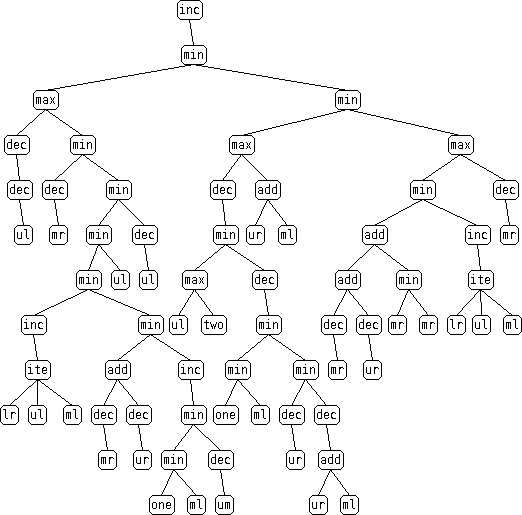 inc
min
max min
dec min max max
dec dec min dec add min dec
ul mr min dec min ur ml add inc mr
min ul ul max dec add min ite
inc min ul two min dec dec mr mr lr ul ml
ite add inc min min mr ur
lr ul ml dec dec min one ml dec dec
mr ur min dec ur add
one ml um ur ml